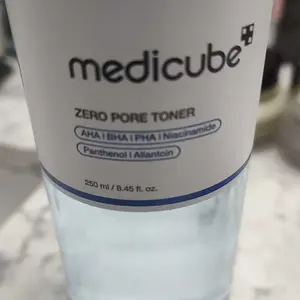 medicube
ZERO PORE TONER
AHA | BHA | PHA | Niacinamide
Panthenol | Allantoin
250 ml / 8.45 fl. oz.